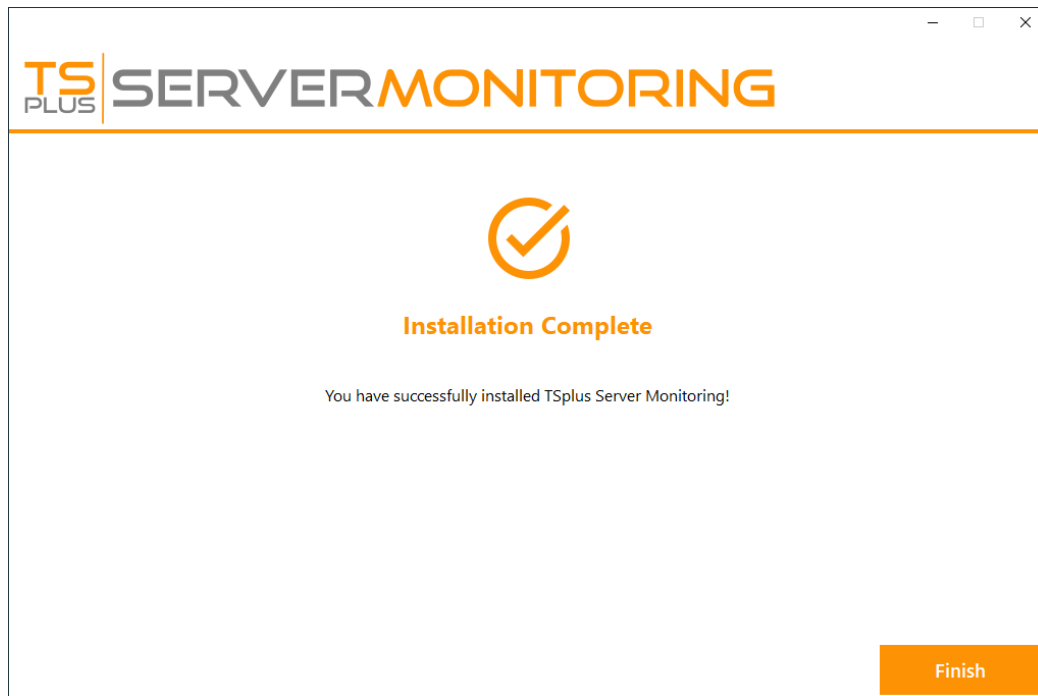 TS PLUS SERVERMONITORING
Installation Complete
You have successfully installed TSplus Server Monitoring!
Finish